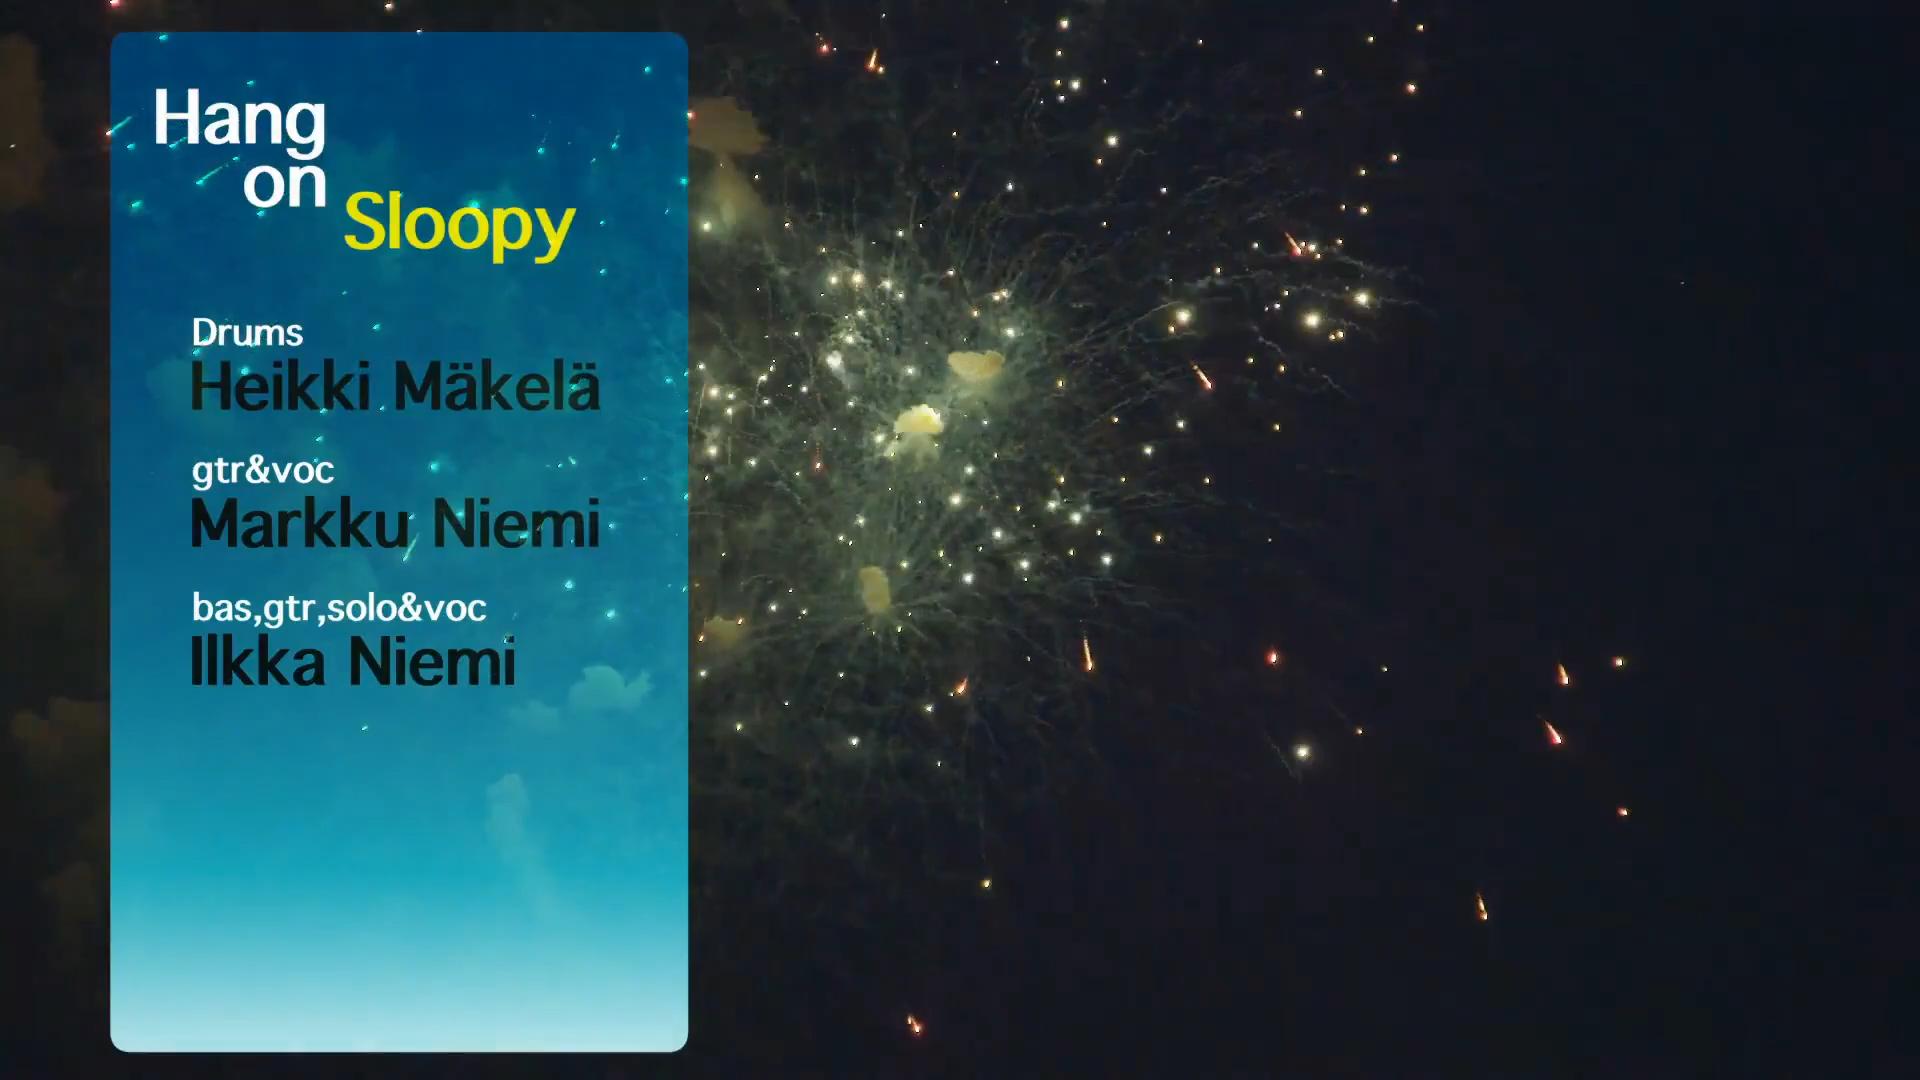 Hang
on
Sloopy
Drums
Heikki Mäkelä
gtr&voc
Markku Niemi
bas,gtr,solo&voc
Ilkka Niemi